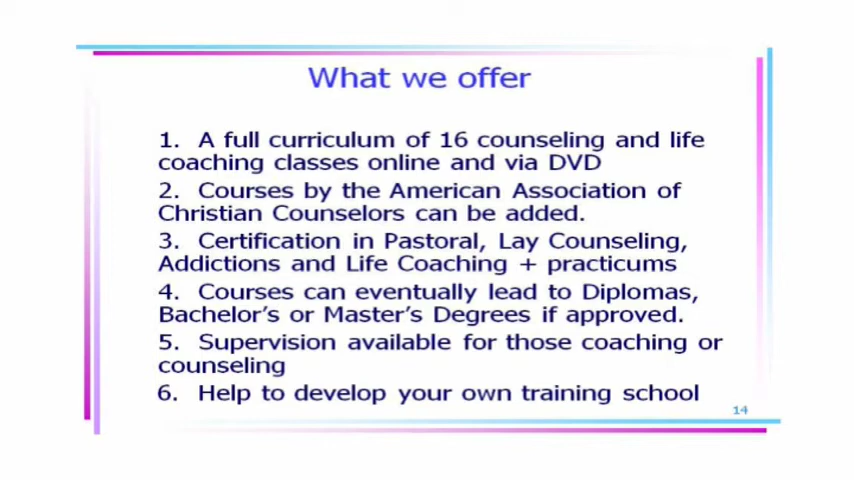 What we offer
1. A full curriculum of 16 counseling and life
coaching classes online and via DVD
2. Courses by the American Association of
Christian Counselors can be added.
3. Certification in Pastoral, Lay Counseling,
Addictions and Life Coaching + practicums
4. Courses can eventually lead to Diplomas,
Bachelor's or Master's Degrees if approved.
5. Supervision available for those coaching or
counseling
6. Help to develop your own training school
14